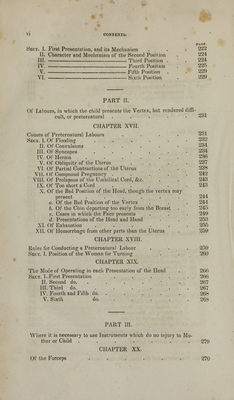 vi CONTENTS.
PAGE
SECT. I. First Presentation, and its Mechanism 222
II. Character and Mechanism of the Second Position 224
III. Third Position 224
IV. Fourth Position 225
V. Fifth Position 229
VI. Sixth Position 229
PART II.
Of Labours, in which the child presents the Vertex, but rendered diffi-
cult, or preternatural 231
CHAPTER XVII.
Causes of Preternatural Labours 231
SECT. I. Of Flooding 232
II. Of Convulsions 234
III. Of Syncopes 234
IV. Of Hernia 236
V. Of Obliquity of the Uterus 237
VI. Of Partial Contractions of the Uterus 238
VII. Of Compound Pregnancy 242
VIII. Of Prolapsus of the Umbilical Cord, &c. 243
IX. Of Too short a Cord 243
X. Of the Bad Position of the Head, though the vertex may
present 244
a. Of the Bad Position of the Vertex 244
b. Of the Chin departing too early from the Breast 245
c. Cases in which the Face presents 249
d. Presentations of the Hand and Head 253
XI. Of Exhaustion 255
XII. Of Hemorrhage from other parts than the Uterus 259
CHAPTER XVIII.
Rules for Conducting a Preternatural Labour 259
SECT. I. Position of the Woman for Turning 260
CHAPTER XIX.
The Mode of Operating in each Presentation of the Head 266
SECT. I. First Presentation 266
II. Second do. 267
III. Third do. 267
IV. Fourth and Fifth do. 268
V. Sixth do. 268
PART III.
Where it is necessary to use Instruments which do no injury to Mo-
ther or Child 270
CHAPTER XX.
Of the Forceps 270